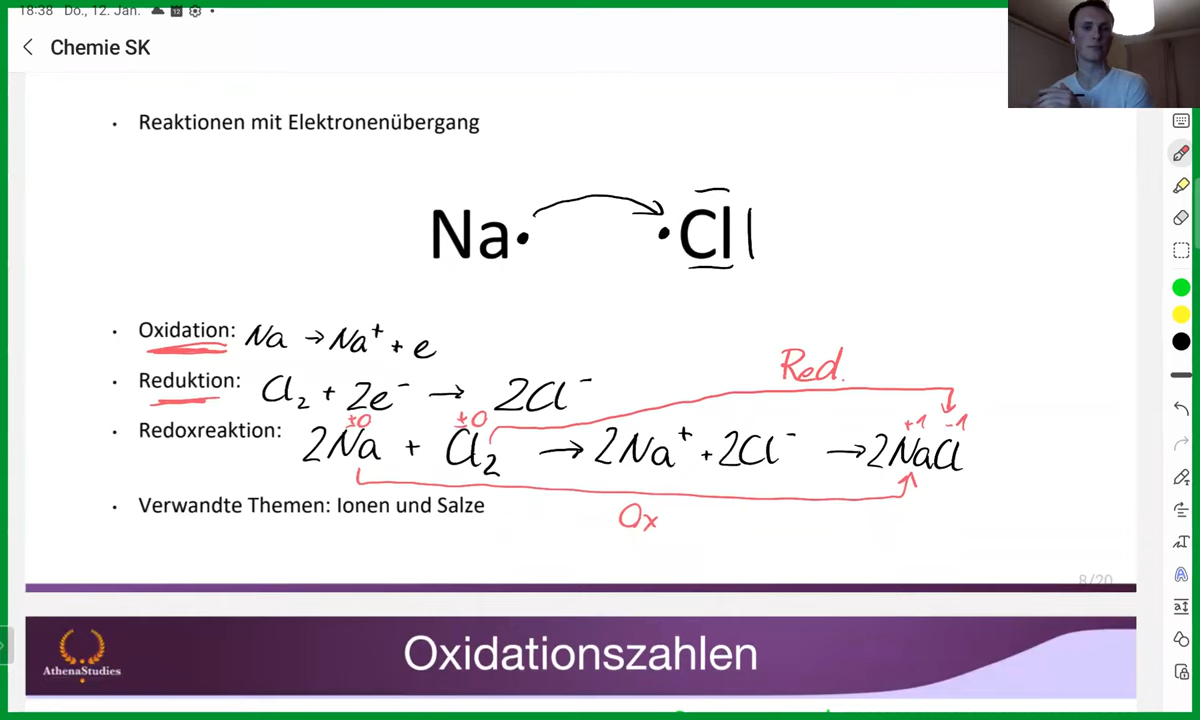 18:38 Do., 12. Jan.
Chemie SK
• Reaktionen mit Elektronenübergang
Na• •Cl
• Oxidation: Na → Na⁺ + e
• Reduktion: Cl₂ + 2e⁻ → 2Cl⁻
Red.
±0 ±0 +1 -1
• Redoxreaktion: 2Na + Cl₂ → 2Na⁺ + 2Cl⁻ → 2NaCl
Ox
• Verwandte Themen: Ionen und Salze
8/20
Oxidationszahlen
AthenaStudies